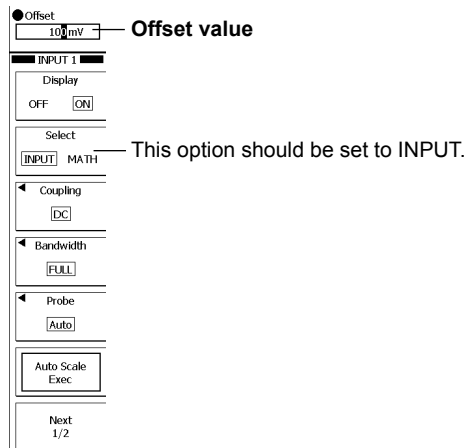 Offset
100mV
Offset value
INPUT 1
Display
OFF ON
Select
INPUT MATH
This option should be set to INPUT.
Coupling
DC
Bandwidth
FULL
Probe
Auto
Auto Scale
Exec
Next
1/2